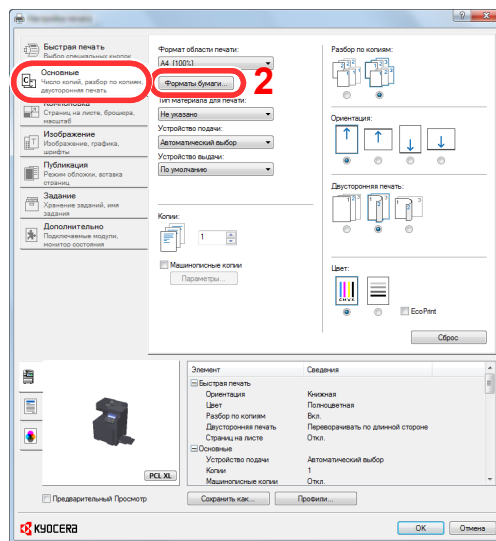 Быстрая печать
Выбор специальных кнопок
Основные
Число копий, разбор по копиям,
двусторонняя печать
Компоновка
Страниц на листе, брошюра,
масштаб
Изображение
Изображение, графика,
шрифты
Публикация
Режим обложки, вставка
страниц
Задание
Хранение заданий, имя
задания
Дополнительно
Подключаемые модули,
монитор состояния
Формат области печати:
A4 [100%]
Форматы бумаги...
2
Тип материала для печати:
Не указано
Устройство подачи:
Автоматический выбор
Устройство выдачи:
По умолчанию
Копии:
1
Машинописные копии
Параметры...
Разбор по копиям:
Ориентация:
Двусторонняя печать:
Цвет:
CMYK
EcoPrint
Сброс
PCL XL
Элемент Сведения
Быстрая печать
Ориентация Книжная
Цвет Полноцветная
Разбор по копиям Вкл.
Двусторонняя печать Переворачивать по длинной стороне
Страниц на листе Откл.
Основные
Устройство подачи Автоматический выбор
Копии 1
Машинописные копии Откл.
Предварительный Просмотр
Сохранить как...
Профили...
KYOCERA
OK
Отмена